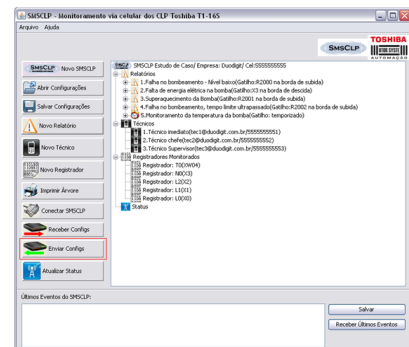 SMSCLP - Monitoramento via celular dos CLP Toshiba T1-16S
Arquivo Ajuda
SMSCLP
TOSHIBA
AUTOMAÇÃO
SMSCLP Novo SMSCLP
Abrir Configurações
Salvar Configurações
Novo Relatório
Novo Técnico
Novo Registrador
Imprimir Árvore
Conectar SMSCLP
Receber Configs
Enviar Configs
Atualizar Status
SMSCLP: SMSCLP Estudo de Caso/ Empresa: Duodigit/ Cel:5555555555
Relatórios
1.Falha no bombeamento - Nível baixo(Gatilho:R2000 na borda de subida)
2.Falta de energia elétrica na bomba(Gatilho:X3 na borda de descida)
3.Superaquecimento da Bomba(Gatilho:R2001 na borda de subida)
4.Falha no bombeamento, tempo limite ultrapassado(Gatilho:R2002 na borda de subida)
5.Monitoramento da temperatura da bomba(Gatilho: temporizado)
Técnicos
1.Técnico imediato(tec1@duodigit.com.br/5555555551)
2.Técnico chefe(tec2@duodigit.com.br/5555555552)
3.Técnico Supervisor(tec3@duodigit.com.br/5555555553)
Registradores Monitorados
Registrador: T0(XW04)
Registrador: N0(X3)
Registrador: L2(X2)
Registrador: L1(X1)
Registrador: L0(X0)
Status
Últimos Eventos do SMSCLP:
Salvar
Receber Últimos Eventos